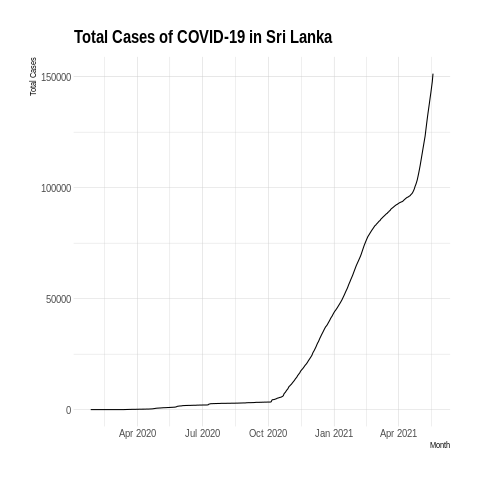 Total Cases of COVID-19 in Sri Lanka
Total Cases
150000
100000
50000
0
Apr 2020 Jul 2020 Oct 2020 Jan 2021 Apr 2021
Month